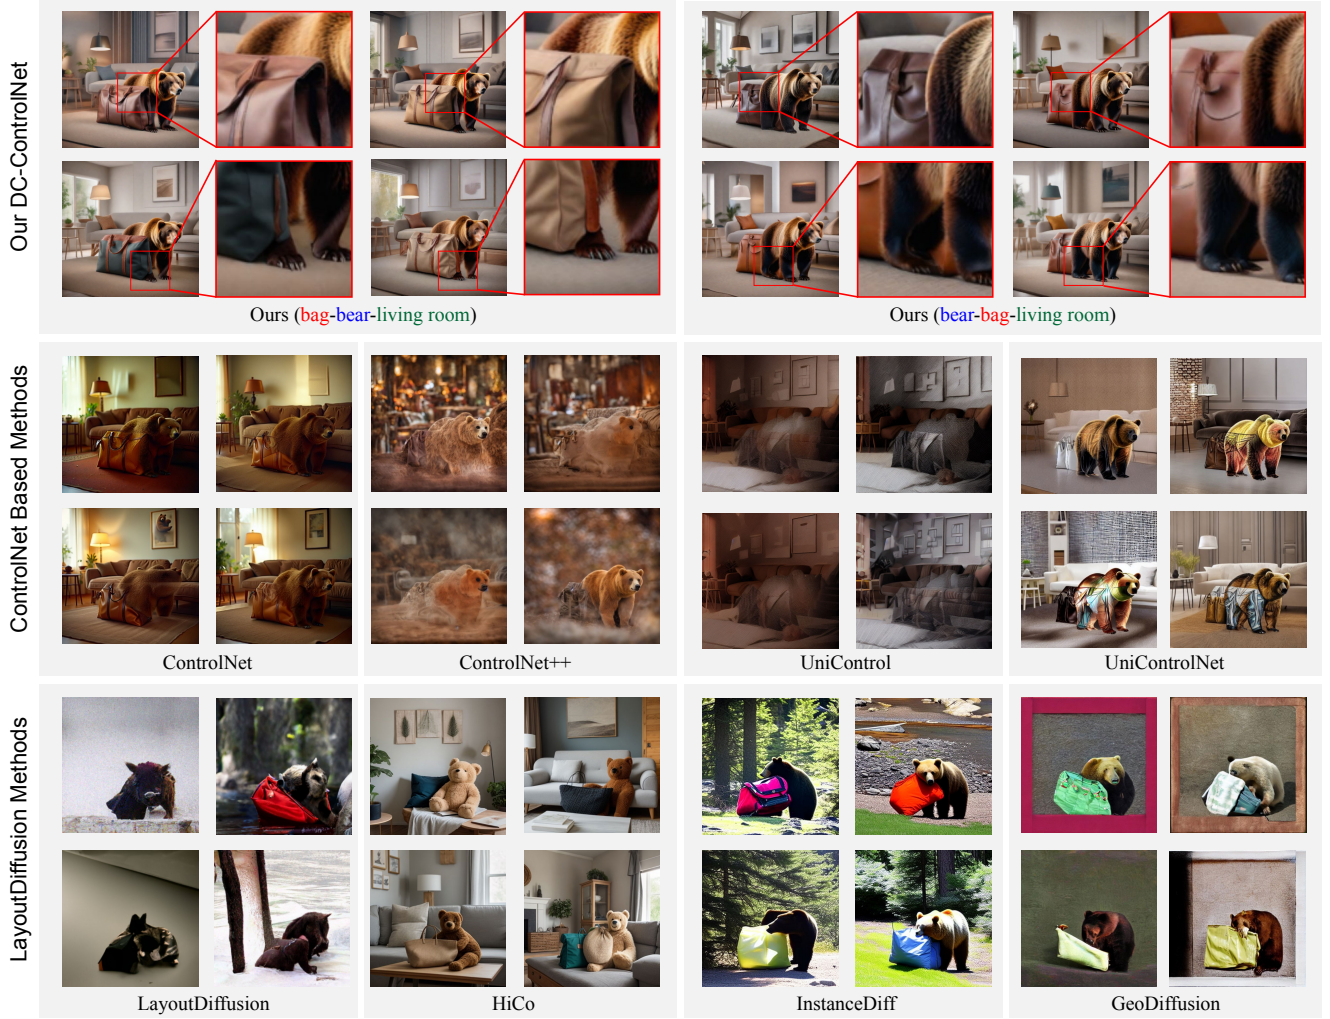 Our DC-ControlNet
Ours (bag-bear-living room)
Ours (bear-bag-living room)
ControlNet Based Methods
ControlNet
ControlNet++
UniControl
UniControlNet
LayoutDiffusion Methods
LayoutDiffusion
HiCo
InstanceDiff
GeoDiffusion